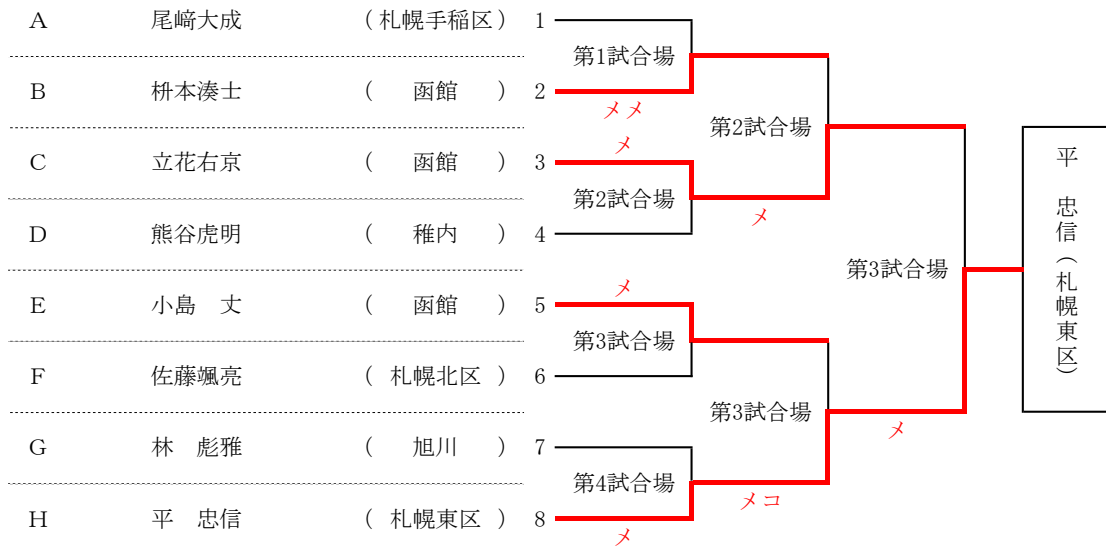 A 尾﨑大成 （札幌手稲区） 1
第1試合場
B 枡本湊士 （ 函館 ） 2
メメ
第2試合場
メ
C 立花右京 （ 函館 ） 3
第2試合場
メ
D 熊谷虎明 （ 稚内 ） 4
第3試合場
平 忠信（札幌東区）
メ
E 小島 丈 （ 函館 ） 5
第3試合場
F 佐藤颯亮 （ 札幌北区 ） 6
第3試合場
メ
G 林 彪雅 （ 旭川 ） 7
第4試合場
メコ
H 平 忠信 （ 札幌東区 ） 8
メ